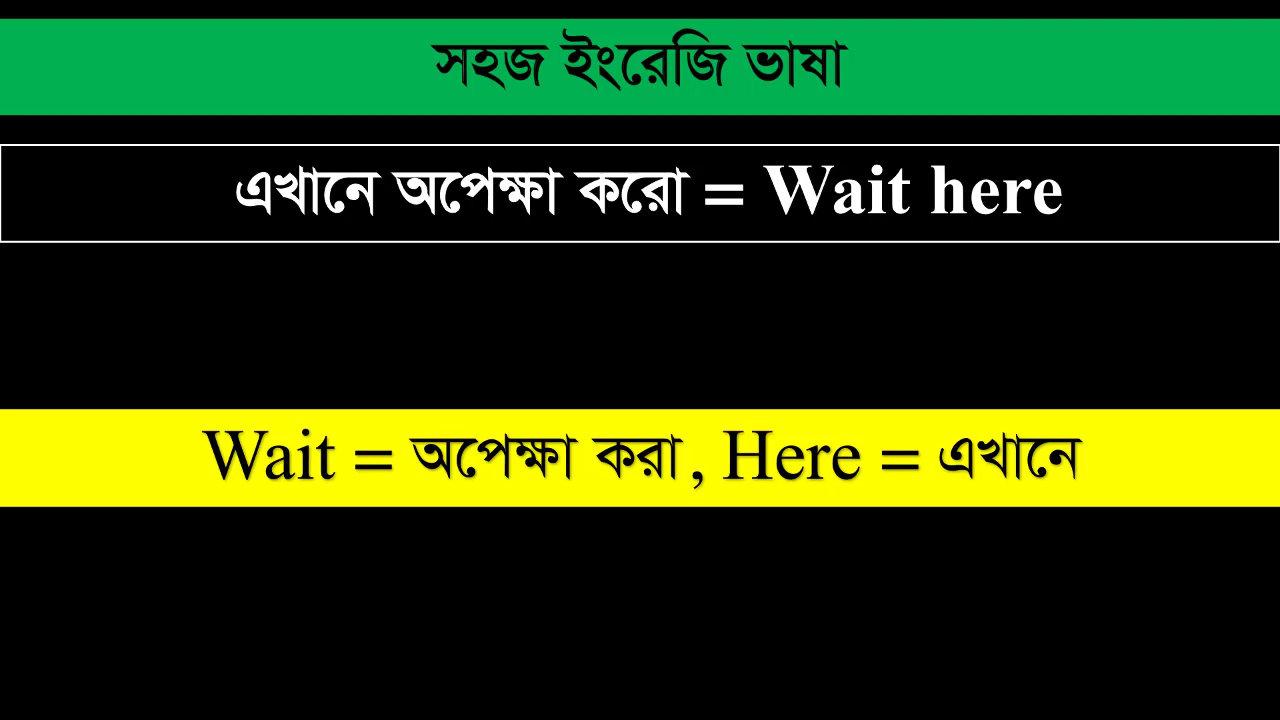 সহজ ইংরেজি ভাষা
এখানে অপেক্ষা করো = Wait here
Wait = অপেক্ষা করা, Here = এখানে